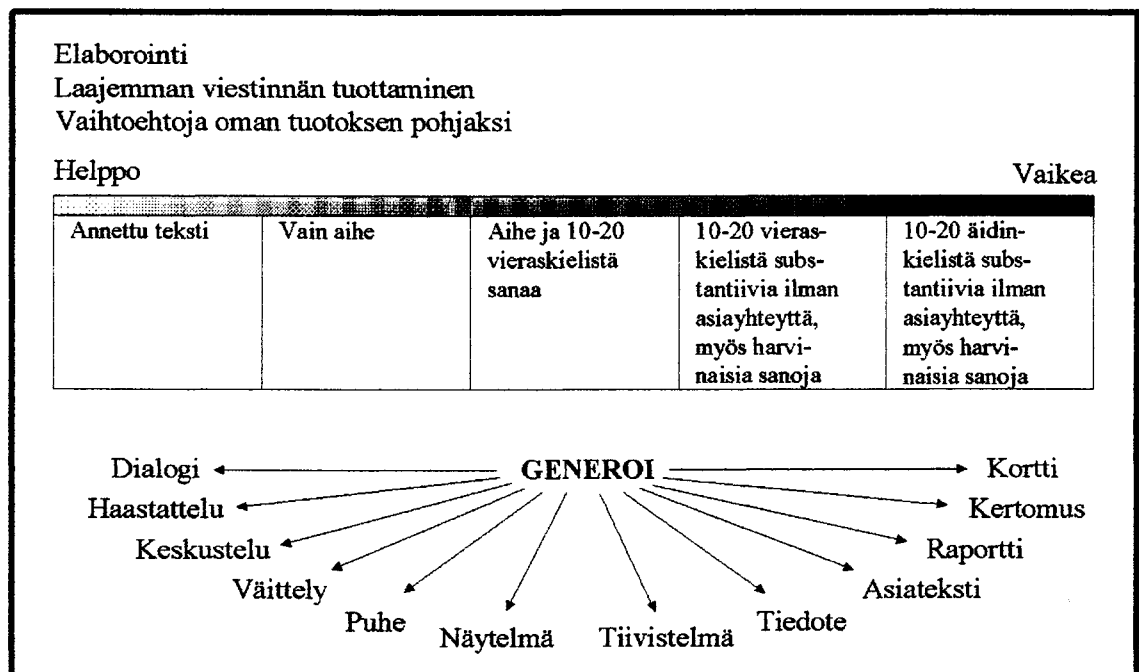 Elaborointi
Laajemman viestinnän tuottaminen
Vaihtoehtoja oman tuotoksen pohjaksi
Helppo
Vaikea
Annettu teksti
Vain aihe
Aihe ja 10-20
vieraskielistä
sanaa
10-20 vieras-
kielistä subs-
tantiivia ilman
asiayhteyttä,
myös harvi-
naisia sanoja
10-20 äidin-
kielistä subs-
tantiivia ilman
asiayhteyttä,
myös harvi-
naisia sanoja
GENEROI
Dialogi
Haastattelu
Keskustelu
Väittely
Puhe
Näytelmä
Tiivistelmä
Tiedote
Asiateksti
Raportti
Kertomus
Kortti